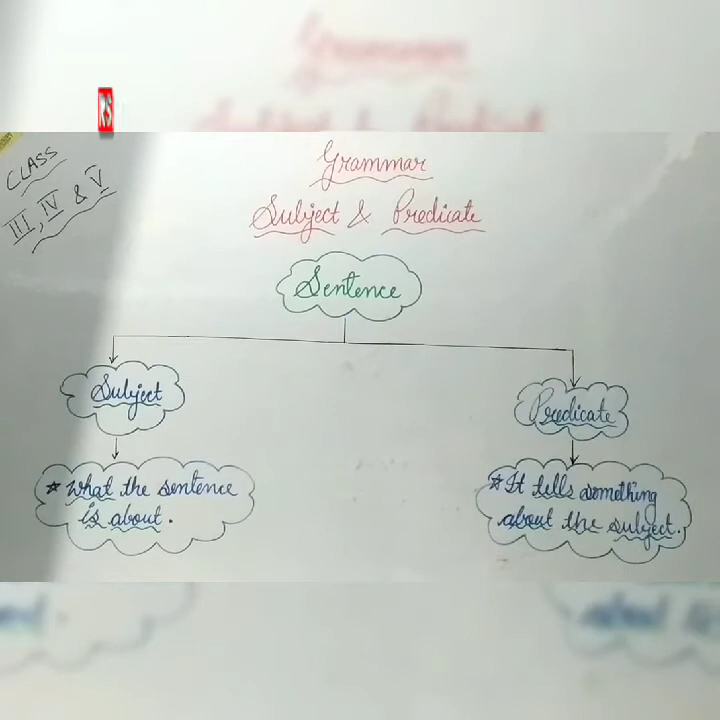 RS
CLASS
III, IV & V
Grammar
Subject & Predicate
Sentence
Subject
Predicate
☆ What the sentence
is about.
☆ It tells something
about the subject.